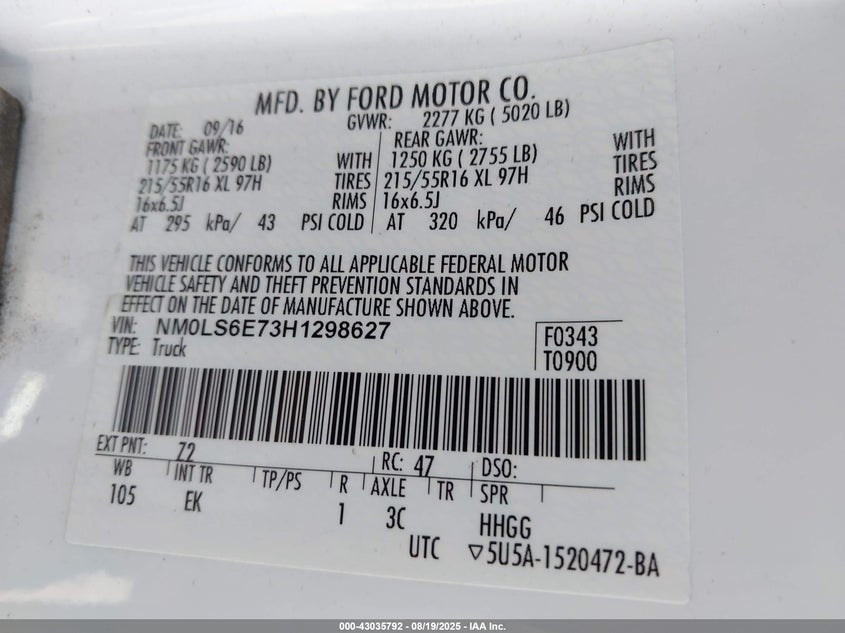 MFD. BY FORD MOTOR CO.
DATE: 09/16 GVWR: 2277 KG ( 5020 LB)
FRONT GAWR: REAR GAWR: WITH
1175 KG ( 2590 LB) WITH 1250 KG ( 2755 LB) TIRES
215/55R16 XL 97H TIRES 215/55R16 XL 97H RIMS
16x6.5J RIMS 16x6.5J
AT 295 kPa/ 43 PSI COLD AT 320 kPa/ 46 PSI COLD
THIS VEHICLE CONFORMS TO ALL APPLICABLE FEDERAL MOTOR
VEHICLE SAFETY AND THEFT PREVENTION STANDARDS IN
EFFECT ON THE DATE OF MANUFACTURE SHOWN ABOVE.
VIN: NM0LS6E73H1298627 F0343
TYPE: Truck T0900
EXT PNT: Z2 RC: 47 DSO:
WB INT TR TP/PS R AXLE TR SPR
105 EK 1 3C HHGG
UTC ▽5U5A-1520472-BA
000-43035792 - 08/19/2025 - IAA Inc.